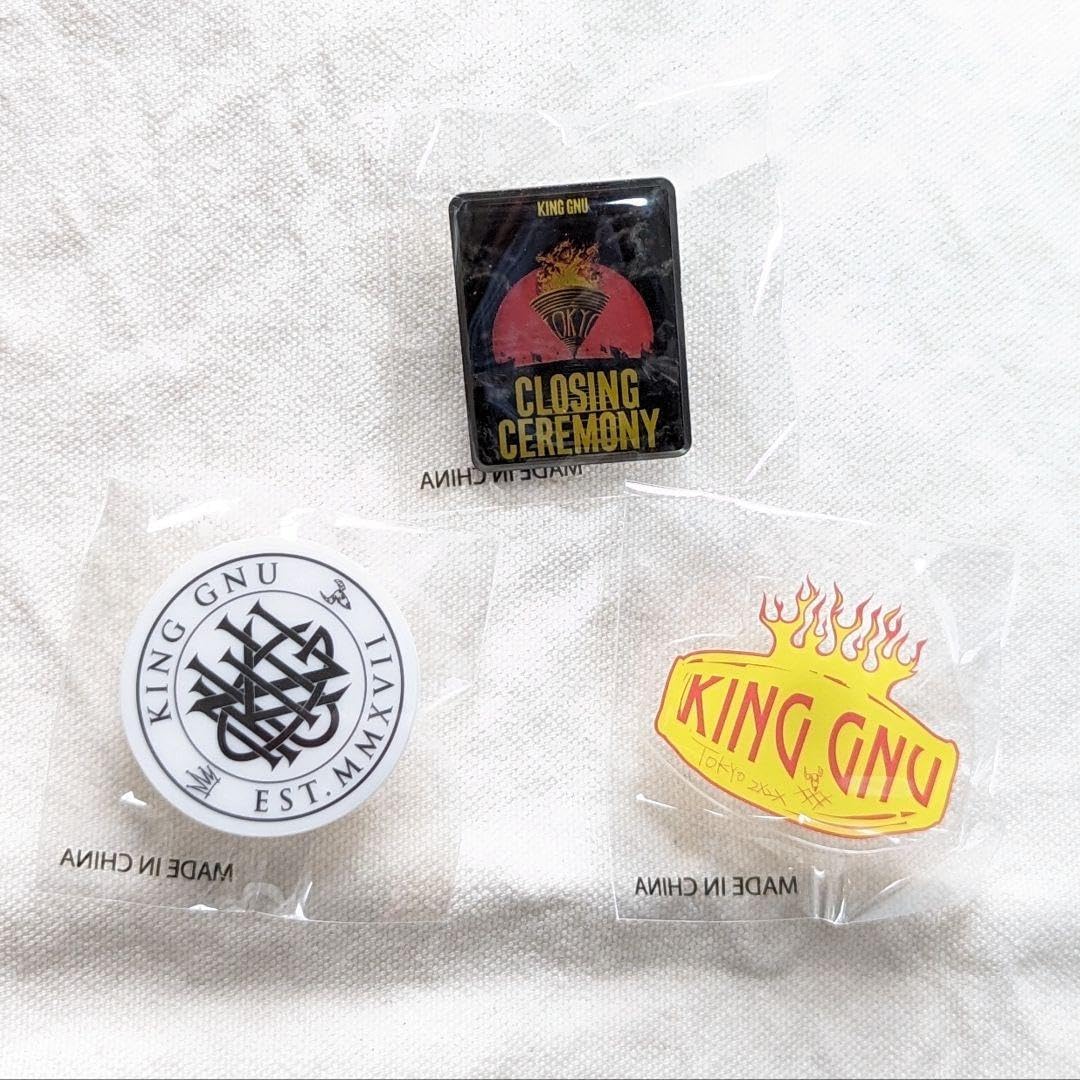 KING GNU
TOKYO
CLOSING
CEREMONY
MADE IN CHINA
KING GNU
EST. MMXVII
MADE IN CHINA
KING GNU
TOKYO 2XXX
MADE IN CHINA